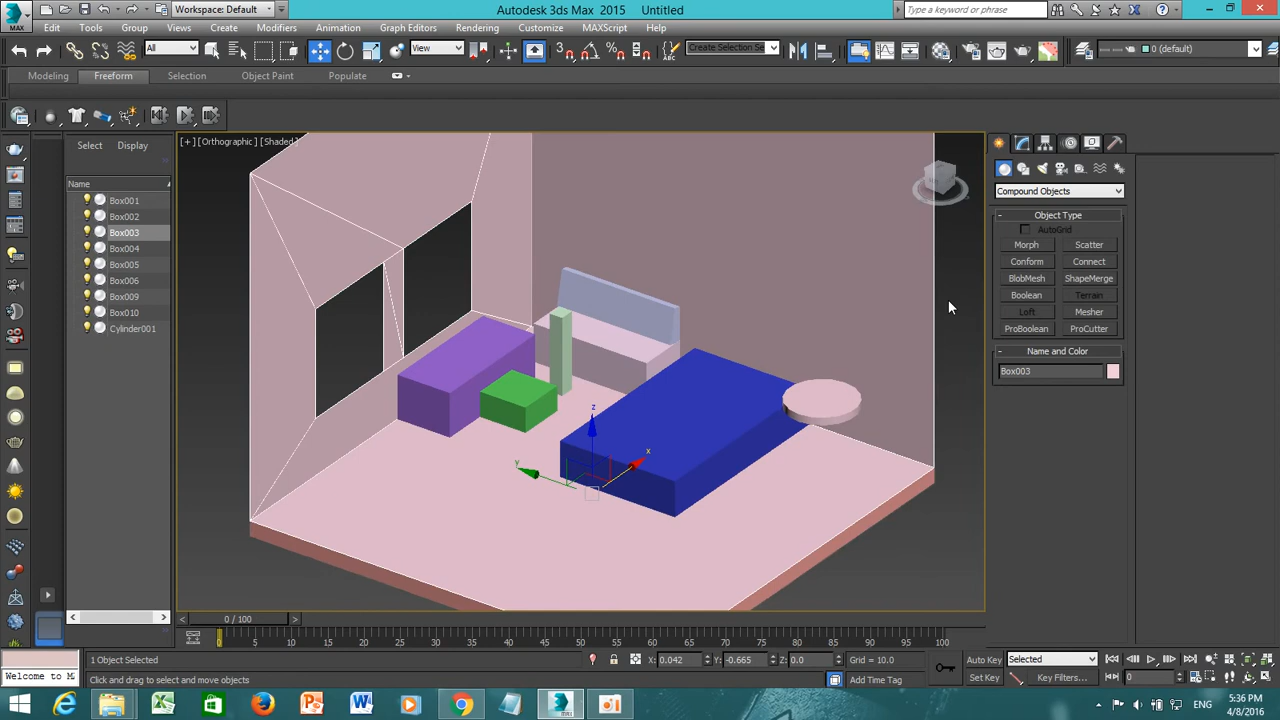 Workspace: Default
Autodesk 3ds Max 2015 Untitled
Type a keyword or phrase
MAX
Edit Tools Group Views Create Modifiers Animation Graph Editors Rendering Customize MAXScript Help
All
View
Create Selection Se
0 (default)
Modeling Freeform Selection Object Paint Populate
Select Display
[+] [Orthographic] [Shaded]
Name
Box001
Box002
Box003
Box004
Box005
Box006
Box009
Box010
Cylinder001
z
x
y
Compound Objects
- Object Type
AutoGrid
Morph Scatter
Conform Connect
BlobMesh ShapeMerge
Boolean Terrain
Loft Mesher
ProBoolean ProCutter
- Name and Color
Box003
0 / 100
0 5 10 15 20 25 30 35 40 45 50 55 60 65 70 75 80 85 90 95 100
1 Object Selected
X: 0.042 Y: -0.665 Z: 0.0 Grid = 10.0
Auto Key Selected
Welcome to M
Click and drag to select and move objects
Add Time Tag
Set Key Key Filters...
0
ENG
5:36 PM
4/8/2016